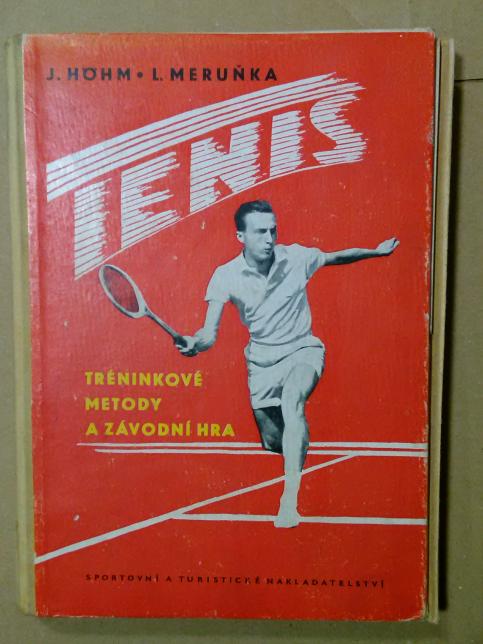 J. HÖHM • L. MERUŇKA
TENIS
TRÉNINKOVÉ
METODY
A ZÁVODNÍ HRA
SPORTOVNÍ A TURISTICKÉ NAKLADATELSTVÍ